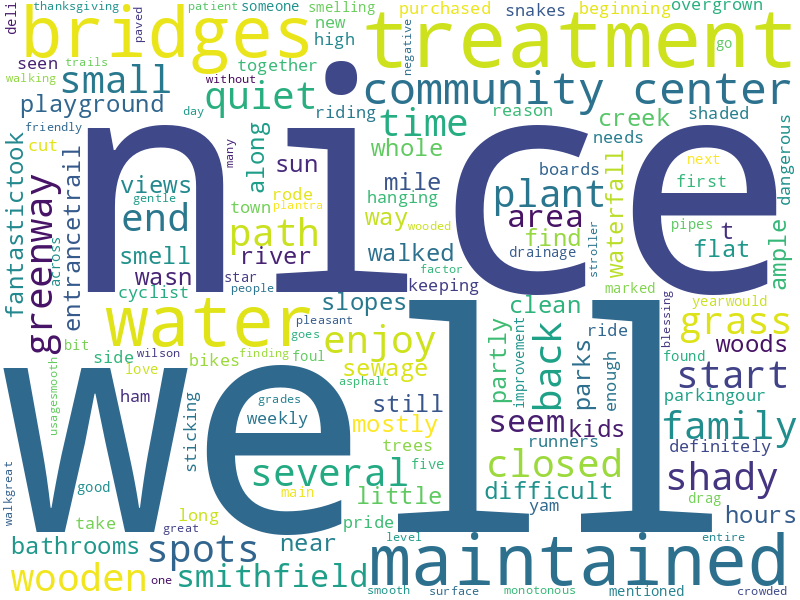 deli
thanksgiving
paved
patient
someone
smelling
purchased
snakes
beginning
overgrown
bridges
new
negative
go
treatment
seen
high
small
together
without
community center
playground
quiet
riding
reason
shaded
day
friendly
time
creek
needs
dangerous
cut
many
along
whole
boards
next
fantastictook
greenway
entrancetrail
trails
walking
across
nice
views
gentle
sun
mile
plant
first
waterfall
end
rode
hanging
town
plantra
path
way
area
wooded
find
pipes
t
flat
ample
smell
river
walked
drainage
stroller
marked
wasn
star
factor
cyclist
people
keeping
water
slopes
clean
yearwould
blessing
grass
pleasant
bit
goes
enjoy
partly
improvement
back
ride
parks
enough
woods
side
wilson
finding
foul
bikes
love
sewage
found
start
usagesmooth
asphalt
ham
grades
still
parkingour
well
sticking
weekly
mostly
seem
kids
family
trees
runners
definitely
several
five
closed
shady
good
main
little
difficult
drag
walkgreat
take
long
pride
yam
hours
great
bathrooms
spots
near
level
entire
one
wooden
smithfield
maintained
smooth
surface
monotonous
mentioned
crowded